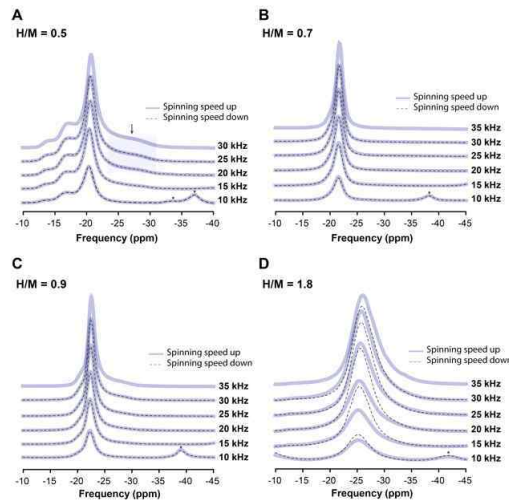 A
H/M = 0.5
Spinning speed up
Spinning speed down
30 kHz
25 kHz
20 kHz
15 kHz
10 kHz
-10 -15 -20 -25 -30 -35 -40
Frequency (ppm)
B
H/M = 0.7
Spinning speed up
Spinning speed down
35 kHz
30 kHz
25 kHz
20 kHz
15 kHz
10 kHz
-10 -15 -20 -25 -30 -35 -40 -45
Frequency (ppm)
C
H/M = 0.9
Spinning speed up
Spinning speed down
35 kHz
30 kHz
25 kHz
20 kHz
15 kHz
10 kHz
-10 -15 -20 -25 -30 -35 -40 -45
Frequency (ppm)
D
H/M = 1.8
Spinning speed up
Spinning speed down
35 kHz
30 kHz
25 kHz
20 kHz
15 kHz
10 kHz
-10 -15 -20 -25 -30 -35 -40 -45
Frequency (ppm)